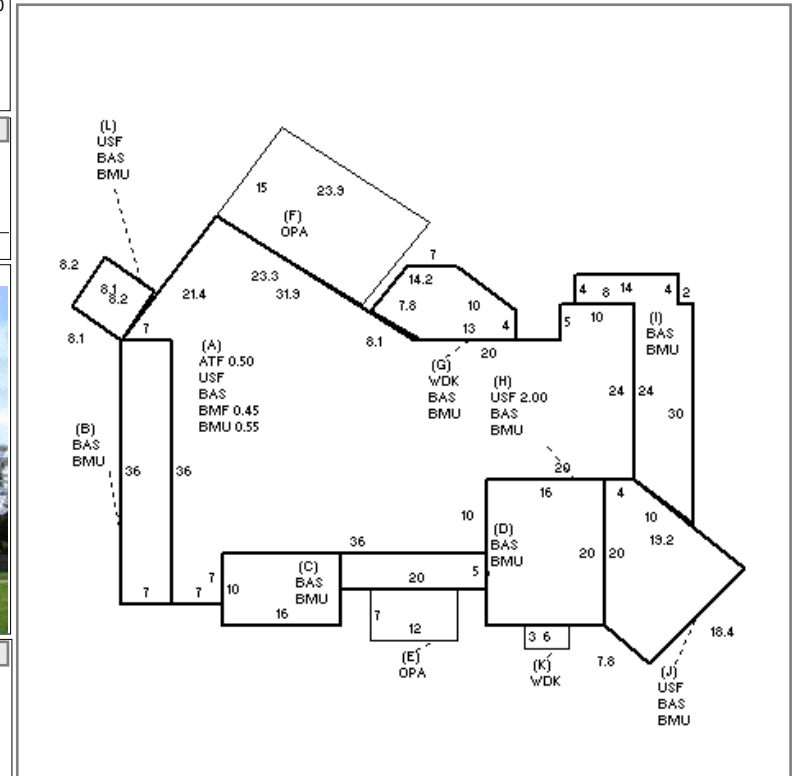 (L)
USF
BAS
BMU
15
23.9
(F)
OPA
8.2
8.1
8.2
8.1
21.4
23.3
31.9
7
7
14.2
7.8
10
13
4
8.1
20
4
8
14
4
2
5
10
(I)
BAS
BMU
(A)
ATF 0.50
USF
BAS
BMF 0.45
BMU 0.55
(G)
WDK
BAS
BMU
(H)
USF 2.00
BAS
BMU
24
24
30
(B)
BAS
BMU
36
36
20
16
4
10
10
19.2
(D)
BAS
BMU
36
20
20
(C)
BAS
BMU
7
10
20
5
7
7
16
7
12
3
6
(E)
OPA
(K)
WDK
7.8
18.4
(J)
USF
BAS
BMU